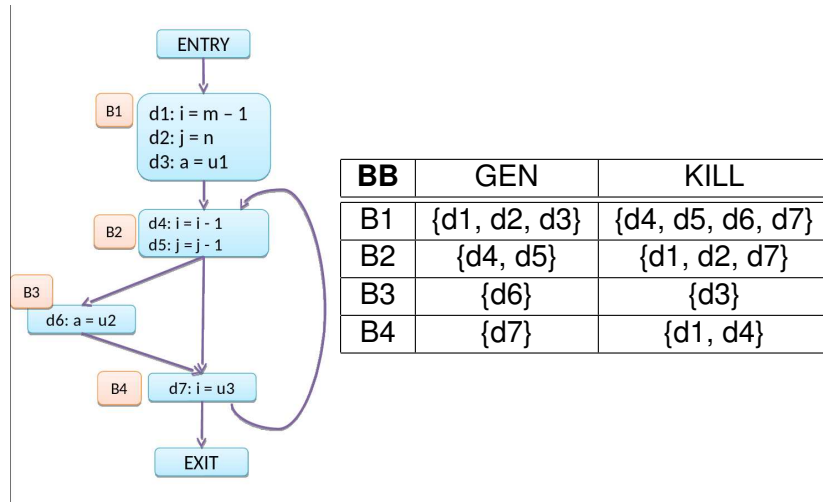 ENTRY
B1
d1: i = m – 1
d2: j = n
d3: a = u1
B2
d4: i = i - 1
d5: j = j - 1
B3
d6: a = u2
B4
d7: i = u3
EXIT
BB GEN KILL
B1 {d1, d2, d3} {d4, d5, d6, d7}
B2 {d4, d5} {d1, d2, d7}
B3 {d6} {d3}
B4 {d7} {d1, d4}